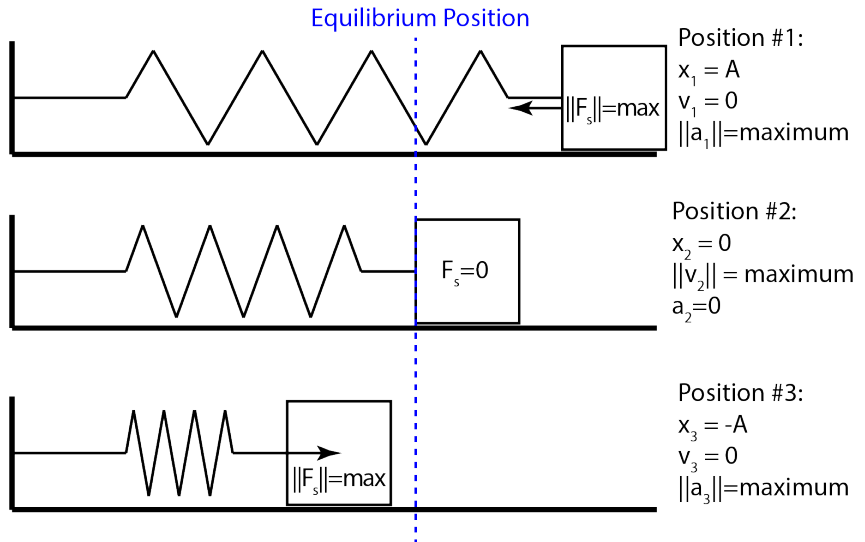 Equilibrium Position
||Fₛ||=max
Position #1:
x₁ = A
v₁ = 0
||a₁||=maximum
Fₛ=0
Position #2:
x₂ = 0
||v₂|| = maximum
a₂=0
||Fₛ||=max
Position #3:
x₃ = -A
v₃ = 0
||a₃||=maximum